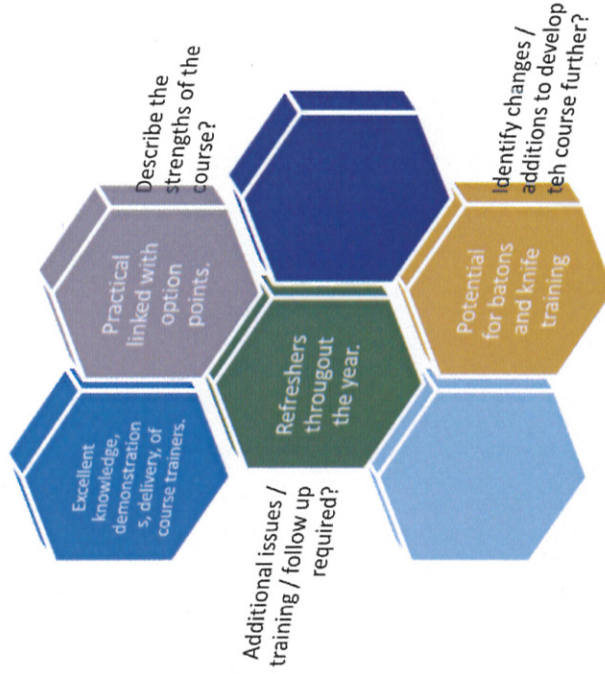 Excellent
knowledge,
demonstration
s, delivery, of
course trainers.
Practical
linked with
option
points.
Describe the
strengths of the
course?
Additional issues /
training / follow up
required?
Refreshers
througout
the year.
Potential
for batons
and knife
training
Identify changes /
additions to develop
teh course further?